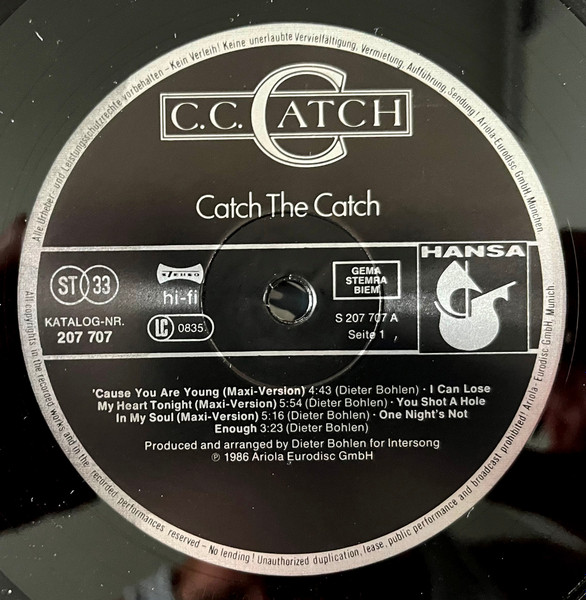 Alle Urheber- und Leistungsschutzrechte vorbehalten – Kein Verleih! Keine unerlaubte Vervielfältigung, Vermietung, Aufführung, Sendung! Ariola-Eurodisc GmbH, München
C.C. CATCH
Catch The Catch
ST 33
KATALOG-NR.
207 707
STEREO
hi-fi
LC 0835
GEMA
STEMRA
BIEM
S 207 707 A
Seite 1
HANSA
'Cause You Are Young (Maxi-Version) 4:43 (Dieter Bohlen) · I Can Lose
My Heart Tonight (Maxi-Version) 5:54 (Dieter Bohlen) · You Shot A Hole
In My Soul (Maxi-Version) 5:16 (Dieter Bohlen) · One Night's Not
Enough 3:23 (Dieter Bohlen)
Produced and arranged by Dieter Bohlen for Intersong
℗ 1986 Ariola Eurodisc GmbH
All copyrights in the recorded works and in the recorded performances reserved – No lending! Unauthorized duplication, lease, public performance and broadcast prohibited! Ariola-Eurodisc GmbH, Munich